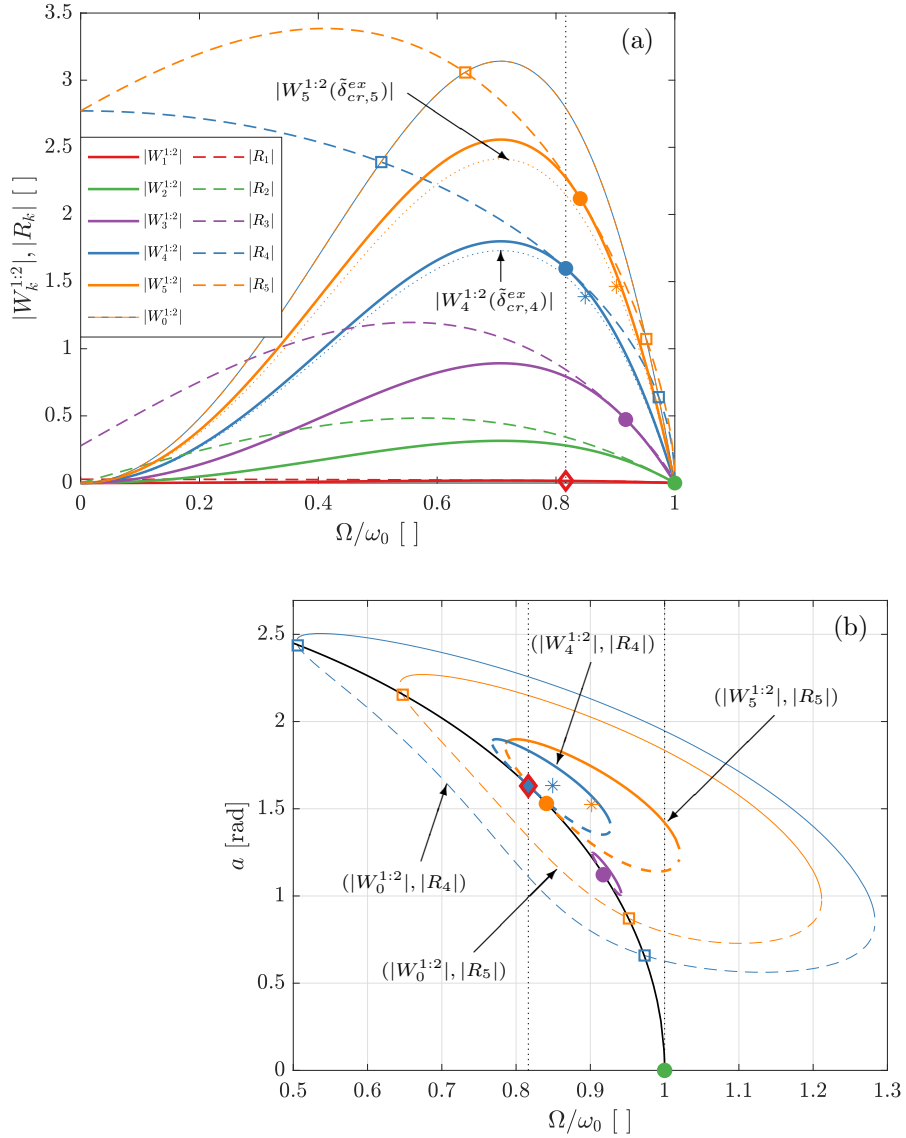 (a)
3.5
3
2.5
2
1.5
1
0.5
0
|W_k^{1:2}|, |R_k| [ ]
|W_5^{1:2}(δ̃_{cr,5}^{ex})|
|W_1^{1:2}| |R_1|
|W_2^{1:2}| |R_2|
|W_3^{1:2}| |R_3|
|W_4^{1:2}| |R_4|
|W_5^{1:2}| |R_5|
|W_0^{1:2}|
|W_4^{1:2}(δ̃_{cr,4}^{ex})|
0 0.2 0.4 0.6 0.8 1
Ω/ω_0 [ ]
(b)
2.5
2
1.5
1
0.5
0
a [rad]
(|W_4^{1:2}|, |R_4|)
(|W_5^{1:2}|, |R_5|)
(|W_0^{1:2}|, |R_4|)
(|W_0^{1:2}|, |R_5|)
0.5 0.6 0.7 0.8 0.9 1 1.1 1.2 1.3
Ω/ω_0 [ ]